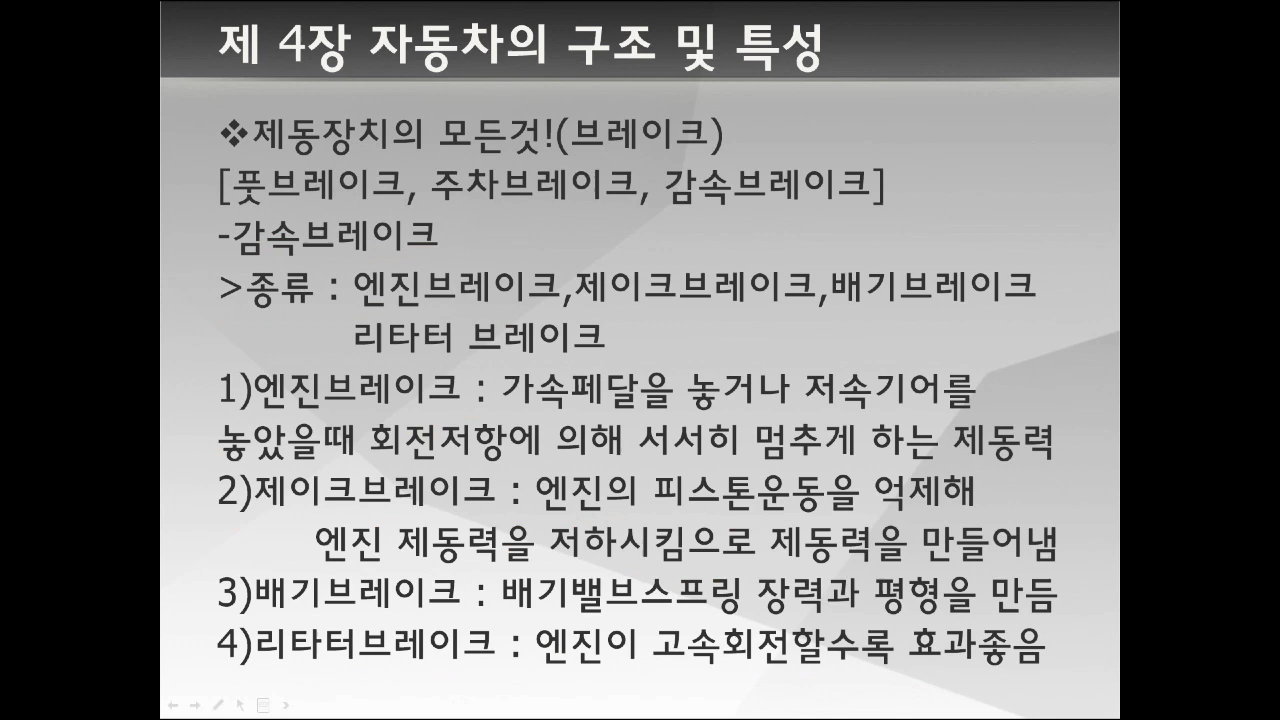 제 4장 자동차의 구조 및 특성
❖제동장치의 모든것!(브레이크)
[풋브레이크, 주차브레이크, 감속브레이크]
-감속브레이크
>종류 : 엔진브레이크,제이크브레이크,배기브레이크
리타터 브레이크
1)엔진브레이크 : 가속페달을 놓거나 저속기어를
놓았을때 회전저항에 의해 서서히 멈추게 하는 제동력
2)제이크브레이크 : 엔진의 피스톤운동을 억제해
엔진 제동력을 저하시킴으로 제동력을 만들어냄
3)배기브레이크 : 배기밸브스프링 장력과 평형을 만듬
4)리타터브레이크 : 엔진이 고속회전할수록 효과좋음